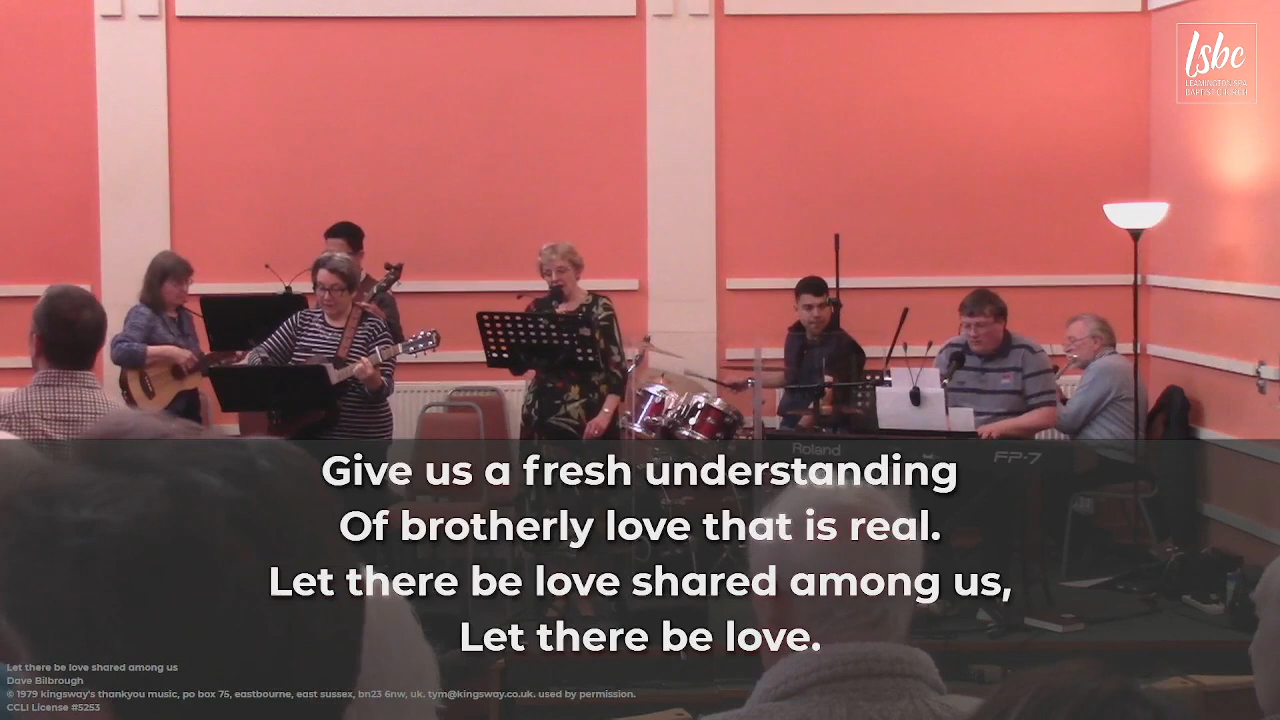 lsbc
LEAMINGTON SPA
BAPTIST CHURCH
Roland
FP-7
Give us a fresh understanding
Of brotherly love that is real.
Let there be love shared among us,
Let there be love.
Let there be love shared among us
Dave Bilbrough
© 1979 kingsway's thankyou music, po box 75, eastbourne, east sussex, bn23 6nw, uk. tym@kingsway.co.uk. used by permission.
CCLI License #5253